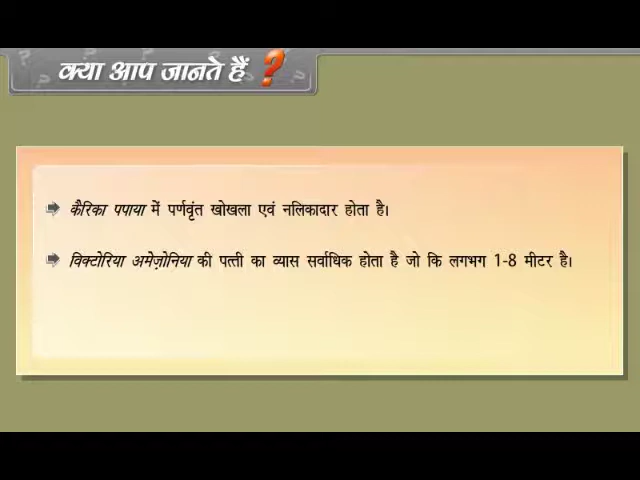 क्या आप जानते हैं ?
कैरिका पपाया में पर्णवृंत खोखला एवं नलिकादार होता है।
विक्टोरिया अमेज़ोनिया की पत्ती का व्यास सर्वाधिक होता है जो कि लगभग 1-8 मीटर है।